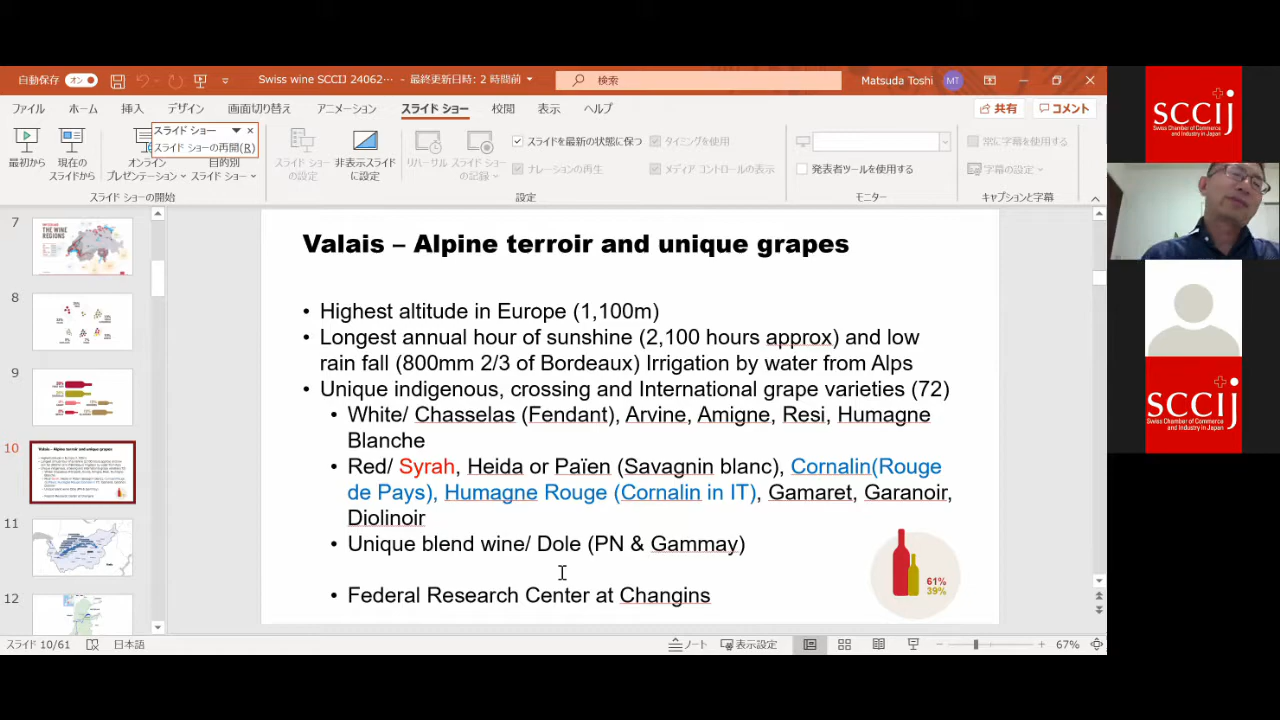 自動保存 オン
Swiss wine SCCIJ 24062… - 最終更新日時: 2 時間前
検索
Matsuda Toshi MT
ファイル ホーム 挿入 デザイン 画面切り替え アニメーション スライド ショー 校閲 表示 ヘルプ
共有 コメント
スライド ショー
スライド ショーの再開(R)
最初から
現在の
スライドから
オンライン
プレゼンテーション
目的別
スライド ショー
スライド ショー
の設定
非表示スライド
に設定
リハーサル
スライド ショー
の記録
スライドを最新の状態に保つ
ナレーションの再生
タイミングを使用
メディア コントロールの表示
発表者ツールを使用する
常に字幕を使用する
字幕の設定
スライド ショーの開始
設定
モニター
キャプションと字幕
7
8
9
10
11
12
SWITZERLAND
THE WINE
REGIONS
Valais – Alpine terroir and unique grapes
• Highest altitude in Europe (1,100m)
• Longest annual hour of sunshine (2,100 hours approx) and low
rain fall (800mm 2/3 of Bordeaux) Irrigation by water from Alps
• Unique indigenous, crossing and International grape varieties (72)
• White/ Chasselas (Fendant), Arvine, Amigne, Resi, Humagne
Blanche
• Red/ Syrah, Heida or Païen (Savagnin blanc), Cornalin(Rouge
de Pays), Humagne Rouge (Cornalin in IT), Gamaret, Garanoir,
Diolinoir
• Unique blend wine/ Dole (PN & Gammay)
• Federal Research Center at Changins
61%
39%
スライド 10/61 日本語
ノート 表示設定
67%
SCCIJ
Swiss Chamber of Commerce
and Industry in Japan
SCCIJ
Swiss Chamber of Commerce
and Industry in Japan